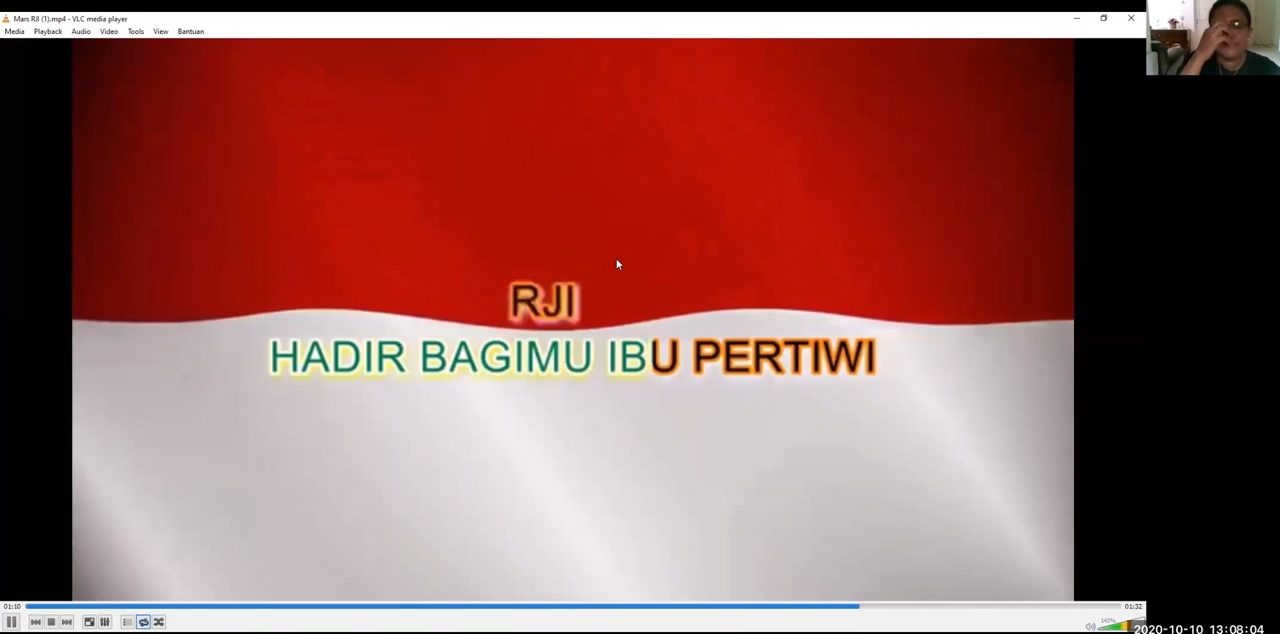 Mars RJI (1).mp4 - VLC media player
Media Playback Audio Video Tools View Bantuan
RJI
HADIR BAGIMU IBU PERTIWI
01:10
01:32
142%
2020-10-10 13:08:04